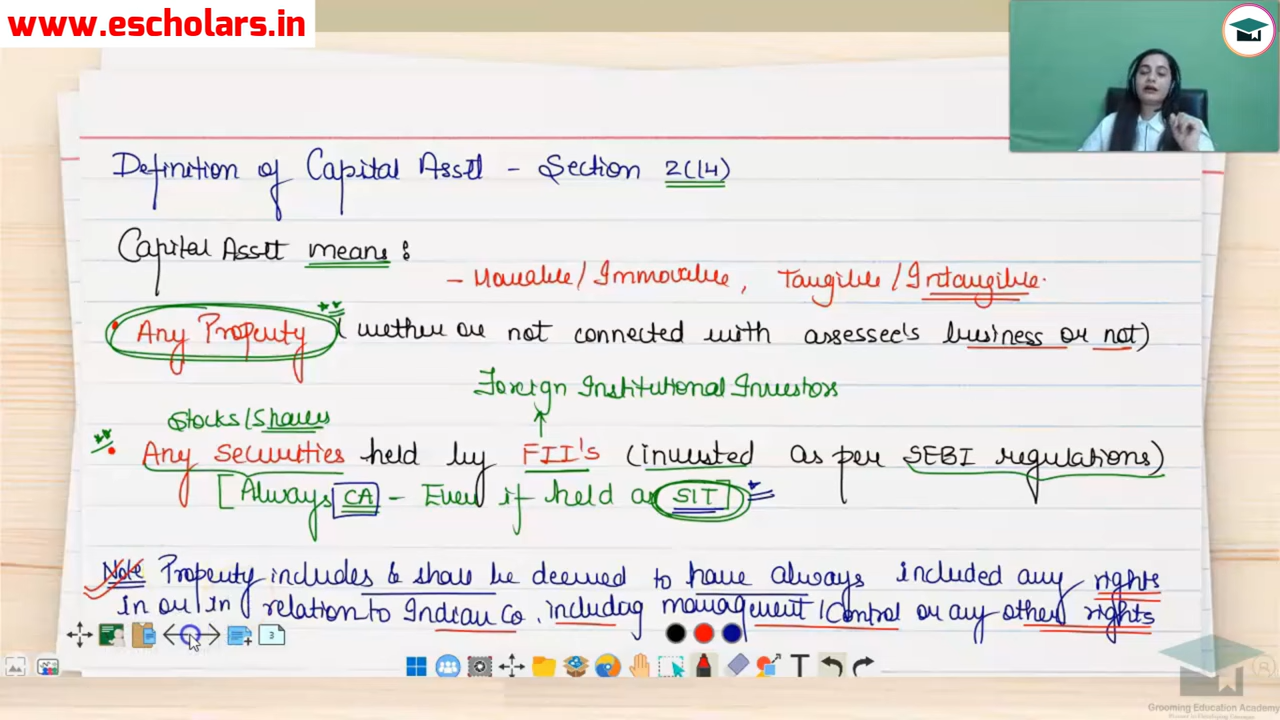 www.escholars.in
Definition of Capital Asset - Section 2(14)
Capital Asset means :
- Movable / Immovable, Tangible / Intangible.
Any Property ( wether or not connected with assessee's business or not)
Foreign Institutional Investors
Stocks/Shares
Any securities held by FII's (invested as per SEBI regulations)
[Always CA - Even if held as SIT]
Note Property includes & shall be deemed to have always included any rights
in or in relation to Indian Co. including management / Control or any other rights
3
T
Grooming Education Academy